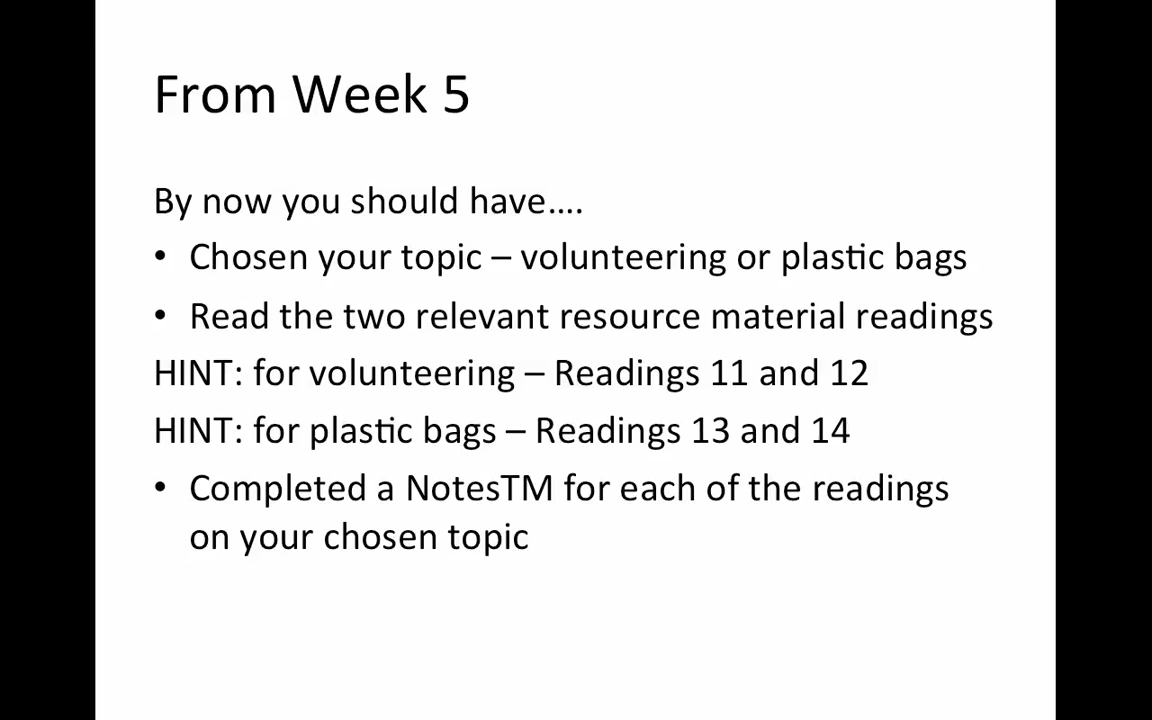 From Week 5
By now you should have....
• Chosen your topic – volunteering or plastic bags
• Read the two relevant resource material readings
HINT: for volunteering – Readings 11 and 12
HINT: for plastic bags – Readings 13 and 14
• Completed a NotesTM for each of the readings
on your chosen topic